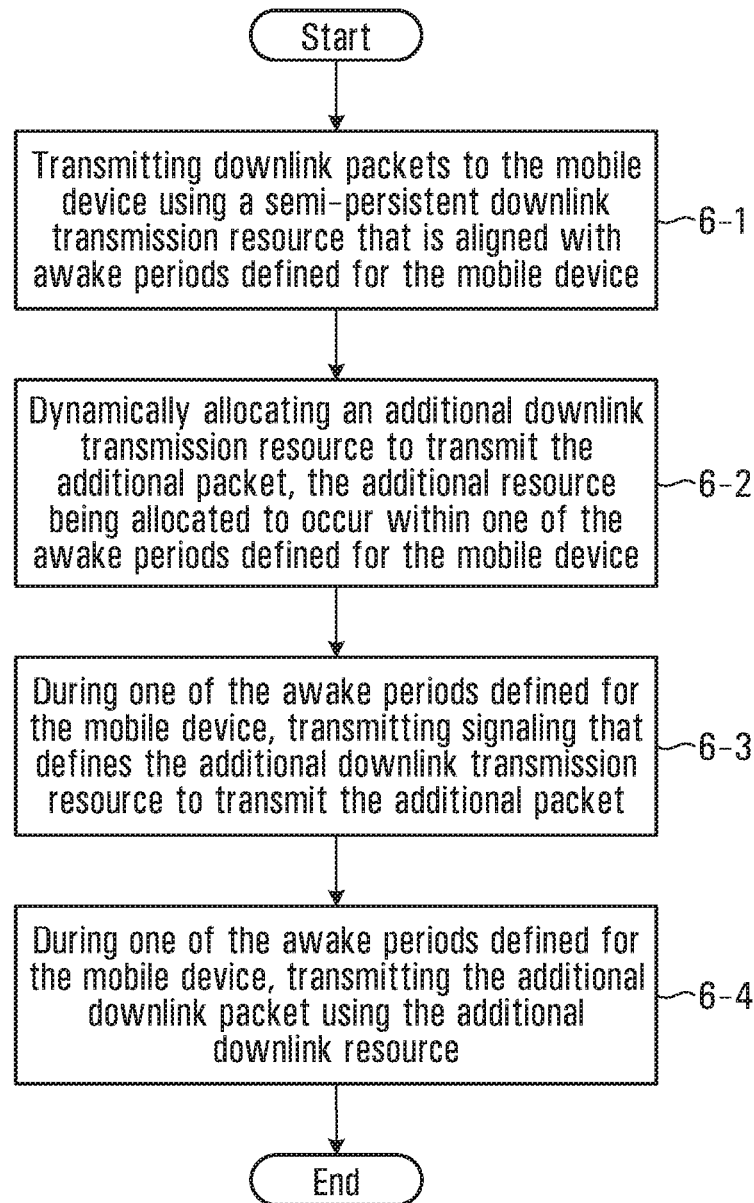 Start
Transmitting downlink packets to the mobile
device using a semi-persistent downlink
transmission resource that is aligned with
awake periods defined for the mobile device
6-1
Dynamically allocating an additional downlink
transmission resource to transmit the
additional packet, the additional resource
being allocated to occur within one of the
awake periods defined for the mobile device
6-2
During one of the awake periods defined for
the mobile device, transmitting signaling that
defines the additional downlink transmission
resource to transmit the additional packet
6-3
During one of the awake periods defined for
the mobile device, transmitting the additional
downlink packet using the additional
downlink resource
6-4
End